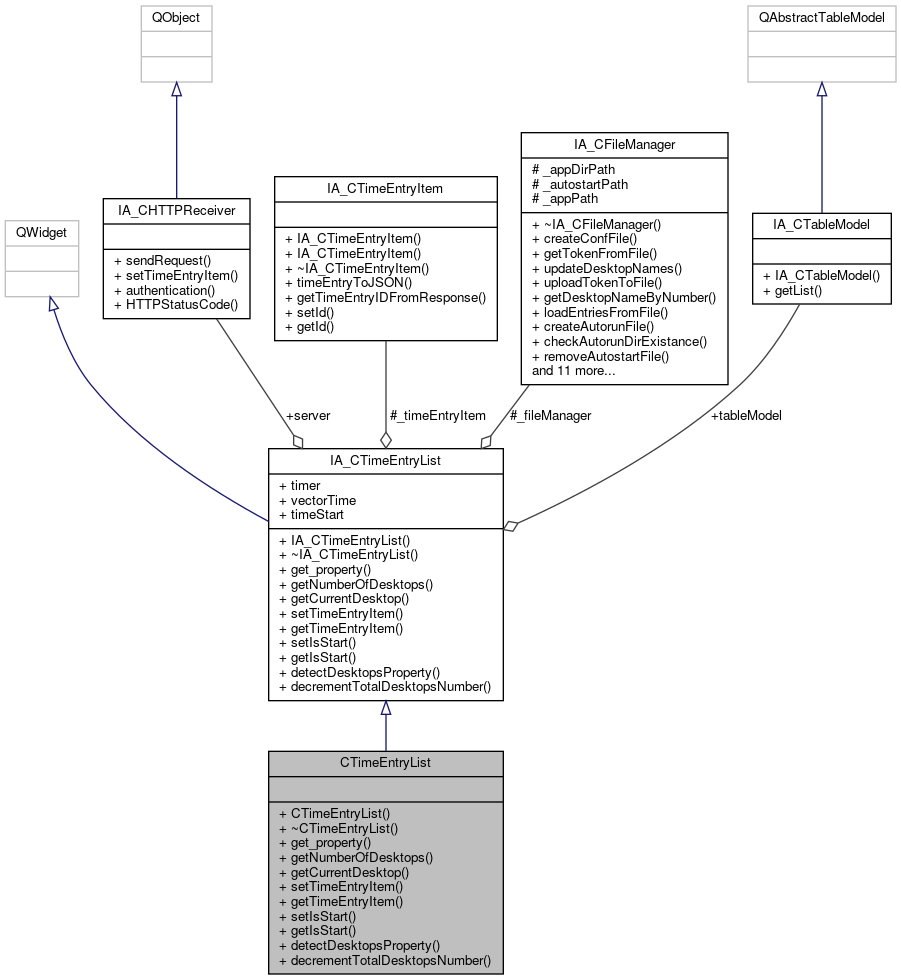 QObject
QAbstractTableModel
IA_CFileManager
# _appDirPath
# _autostartPath
# _appPath
+ ~IA_CFileManager()
+ createConfFile()
+ getTokenFromFile()
+ updateDesktopNames()
+ uploadTokenToFile()
+ getDesktopNameByNumber()
+ loadEntriesFromFile()
+ createAutorunFile()
+ checkAutorunDirExistance()
+ removeAutostartFile()
and 11 more...
IA_CTimeEntryItem
+ IA_CTimeEntryItem()
+ IA_CTimeEntryItem()
+ ~IA_CTimeEntryItem()
+ timeEntryToJSON()
+ getTimeEntryIDFromResponse()
+ setId()
+ getId()
IA_CHTTPReceiver
+ sendRequest()
+ setTimeEntryItem()
+ authentication()
+ HTTPStatusCode()
QWidget
IA_CTableModel
+ IA_CTableModel()
+ getList()
+server
#_timeEntryItem
#_fileManager
+tableModel
IA_CTimeEntryList
+ timer
+ vectorTime
+ timeStart
+ IA_CTimeEntryList()
+ ~IA_CTimeEntryList()
+ get_property()
+ getNumberOfDesktops()
+ getCurrentDesktop()
+ setTimeEntryItem()
+ getTimeEntryItem()
+ setIsStart()
+ getIsStart()
+ detectDesktopsProperty()
+ decrementTotalDesktopsNumber()
CTimeEntryList
+ CTimeEntryList()
+ ~CTimeEntryList()
+ get_property()
+ getNumberOfDesktops()
+ getCurrentDesktop()
+ setTimeEntryItem()
+ getTimeEntryItem()
+ setIsStart()
+ getIsStart()
+ detectDesktopsProperty()
+ decrementTotalDesktopsNumber()